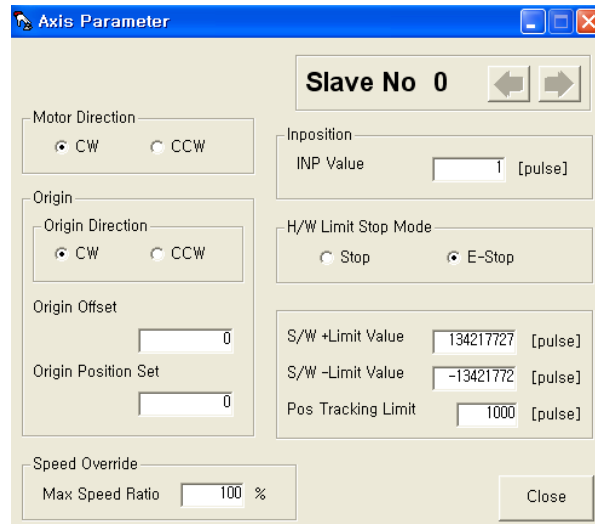 Axis Parameter
Slave No 0
Motor Direction
CW CCW
Origin
Origin Direction
CW CCW
Origin Offset
0
Origin Position Set
0
Speed Override
Max Speed Ratio 100 %
Inposition
INP Value 1 [pulse]
H/W Limit Stop Mode
Stop E-Stop
S/W +Limit Value 134217727 [pulse]
S/W -Limit Value -13421772 [pulse]
Pos Tracking Limit 1000 [pulse]
Close